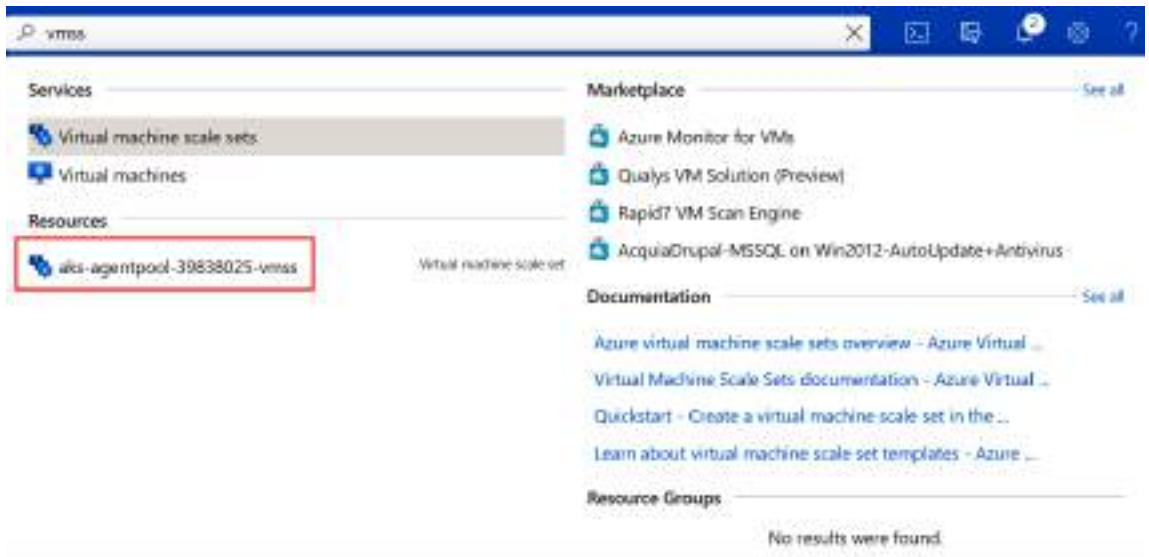 vmss
2
?
Services
Virtual machine scale sets
Virtual machines
Resources
aks-agentpool-39838025-vmss
Virtual machine scale set
Marketplace
See all
Azure Monitor for VMs
Qualys VM Solution (Preview)
Rapid7 VM Scan Engine
AcquiaDrupal-MSSQL on Win2012-AutoUpdate+Antivirus
Documentation
See all
Azure virtual machine scale sets overview - Azure Virtual ...
Virtual Machine Scale Sets documentation - Azure Virtual ...
Quickstart - Create a virtual machine scale set in the ...
Learn about virtual machine scale set templates - Azure ...
Resource Groups
No results were found.